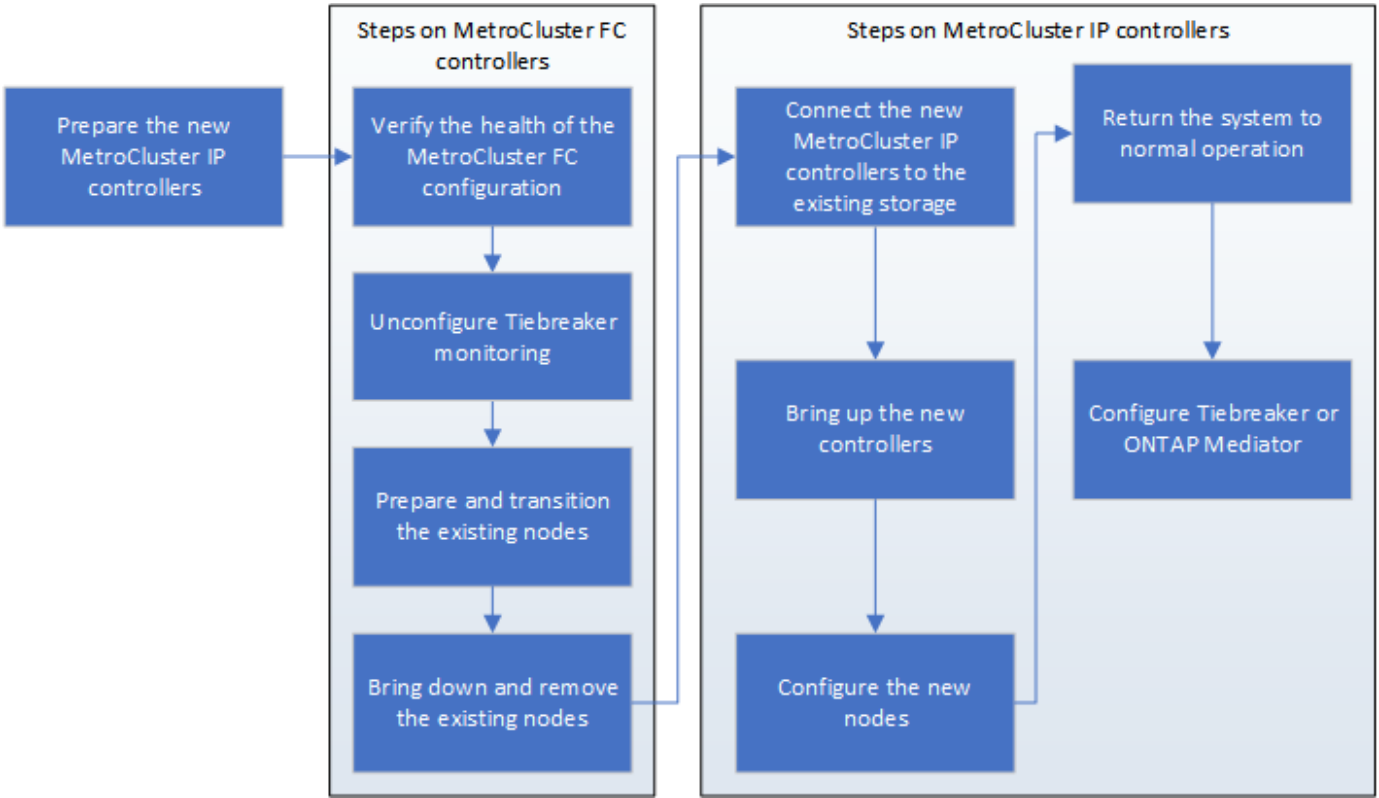 Prepare the new
MetroCluster IP
controllers
Steps on MetroCluster FC
controllers
Verify the health of the
MetroCluster FC
configuration
Unconfigure Tiebreaker
monitoring
Prepare and transition
the existing nodes
Bring down and remove
the existing nodes
Steps on MetroCluster IP controllers
Connect the new
MetroCluster IP
controllers to the
existing storage
Bring up the new
controllers
Configure the new
nodes
Return the system to
normal operation
Configure Tiebreaker or
ONTAP Mediator